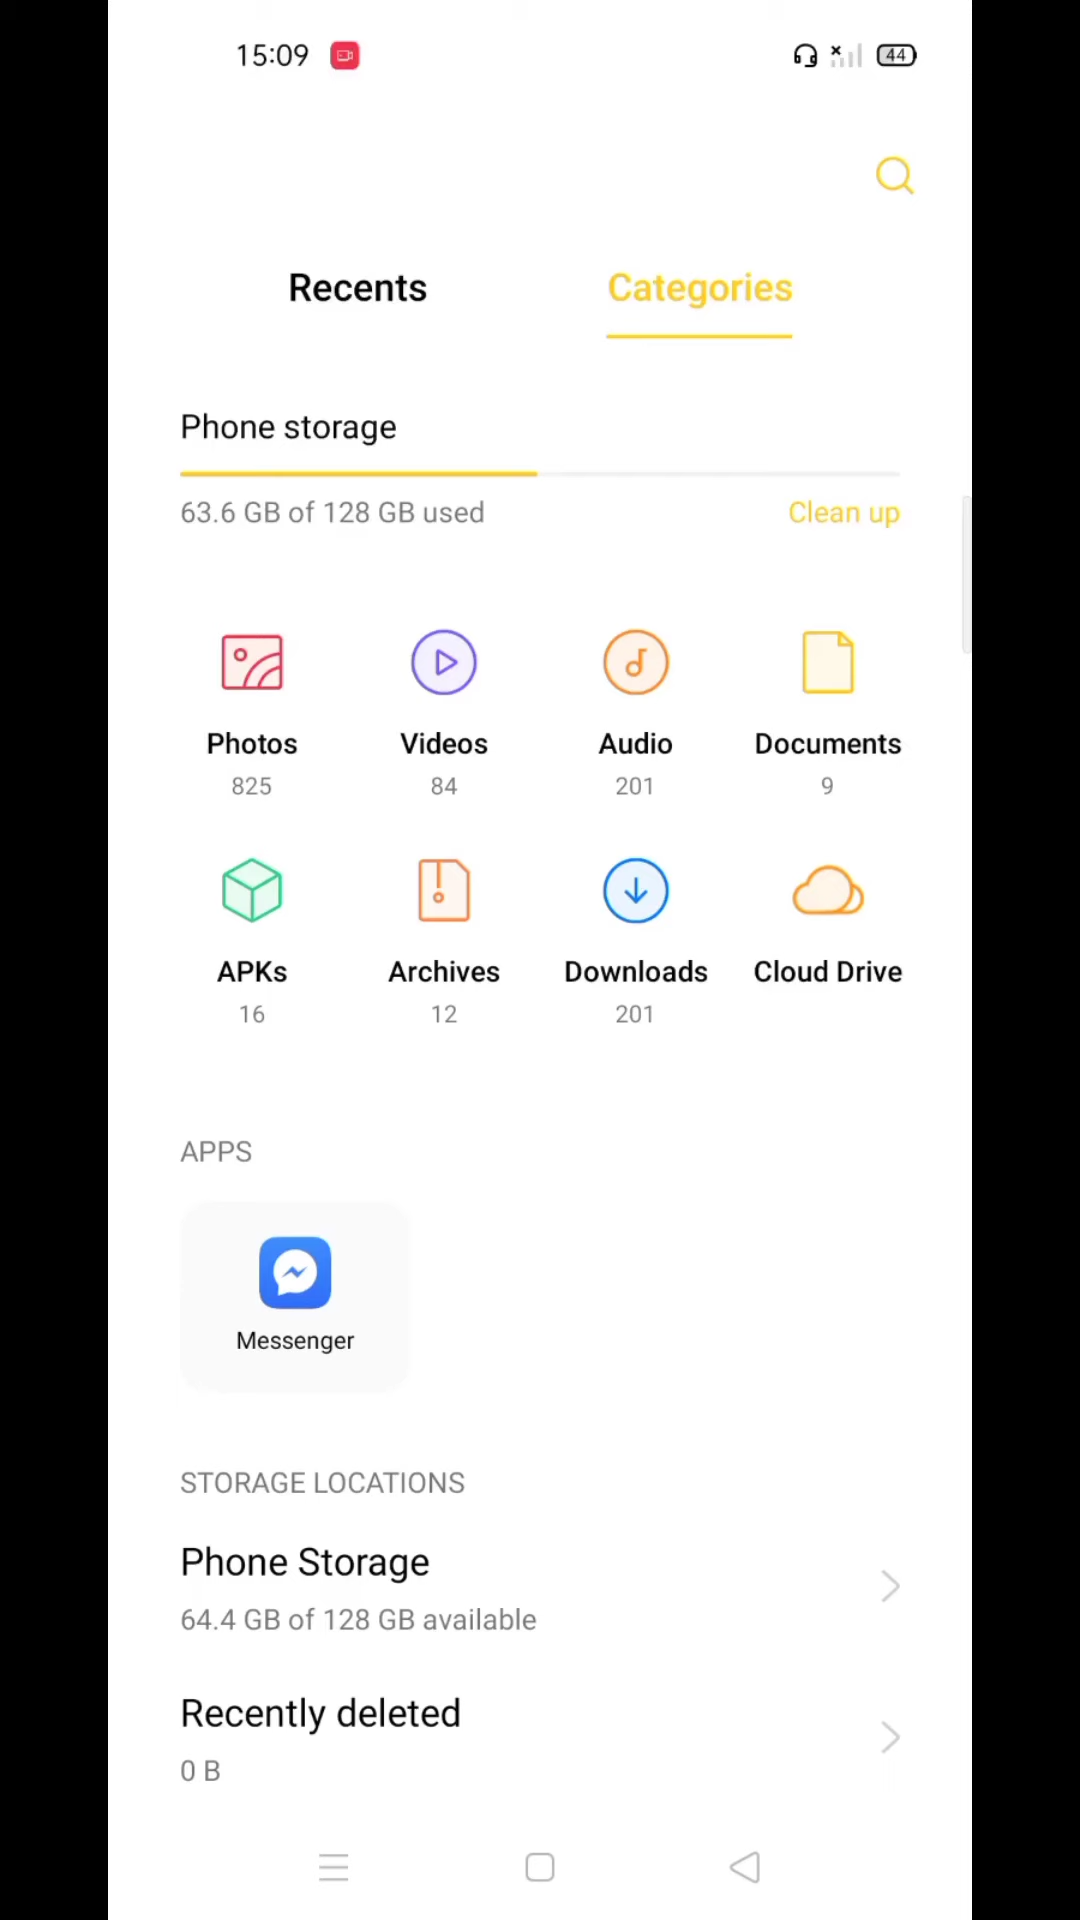 15:09
44
Recents Categories
Phone storage
63.6 GB of 128 GB used Clean up
Photos Videos Audio Documents
825 84 201 9
APKs Archives Downloads Cloud Drive
16 12 201
APPS
Messenger
STORAGE LOCATIONS
Phone Storage
64.4 GB of 128 GB available
Recently deleted
0 B